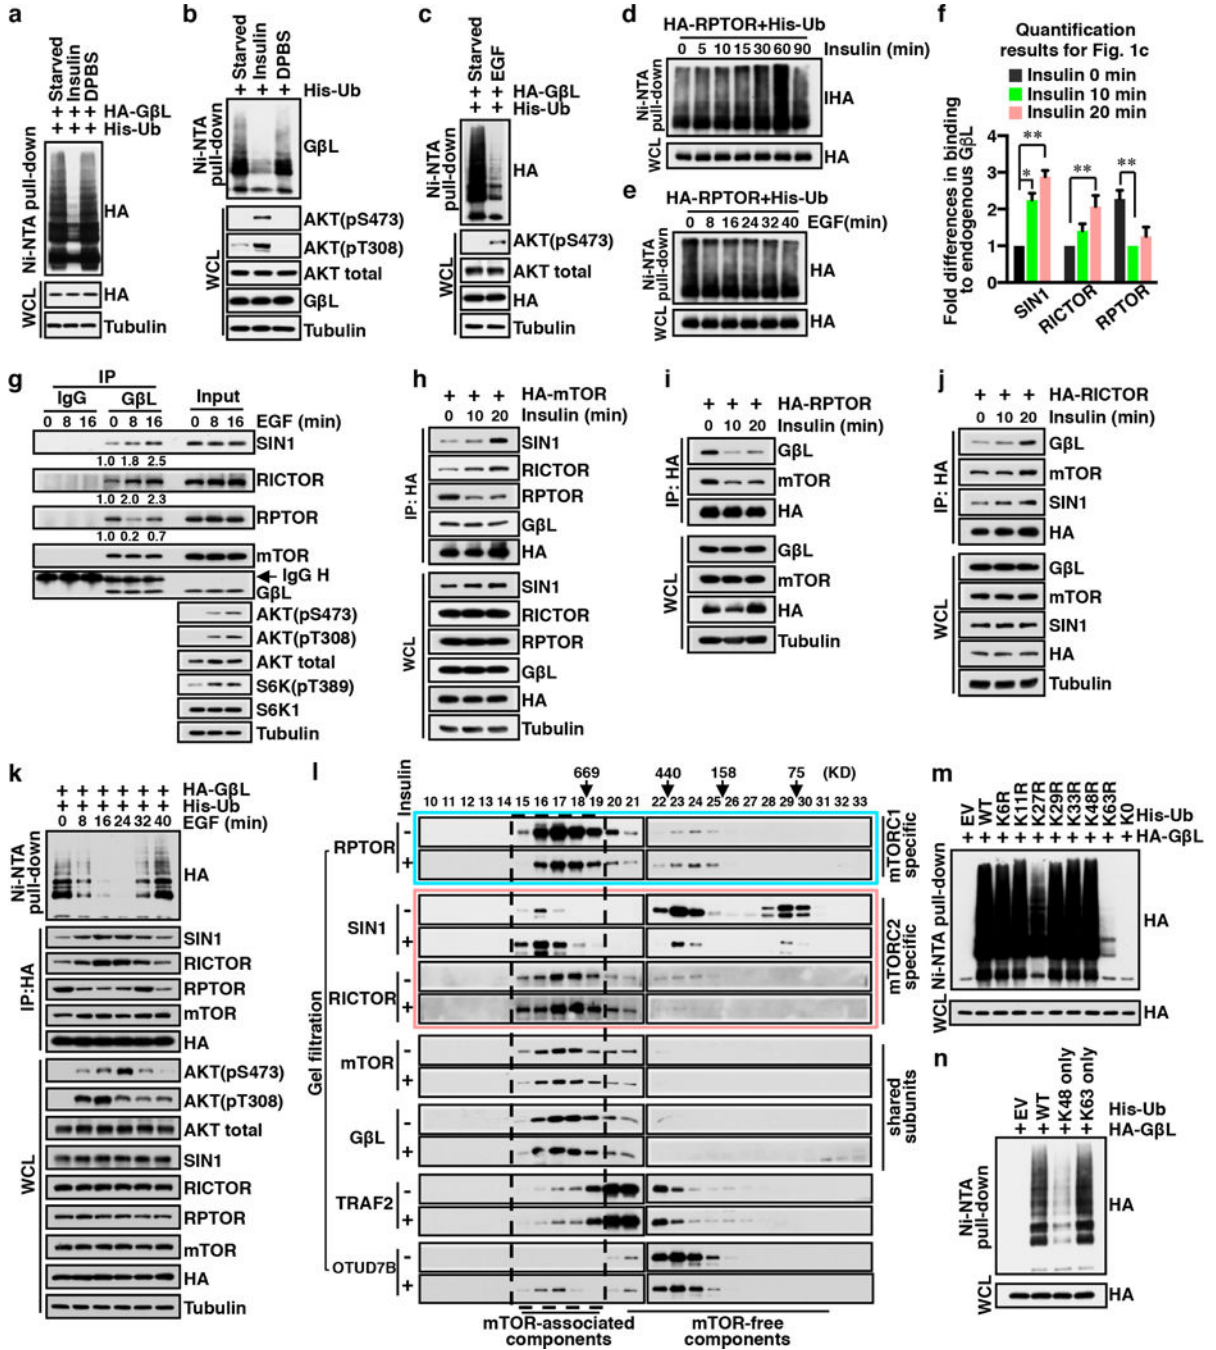 a
Starved
Insulin
DPBS
+ + + HA-GβL
+ + + His-Ub
Ni-NTA pull-down
HA
WCL
HA
Tubulin
b
Starved
Insulin
DPBS
+ + + His-Ub
Ni-NTA
pull-down
GβL
WCL
AKT(pS473)
AKT(pT308)
AKT total
GβL
Tubulin
c
Starved
EGF
+ + HA-GβL
+ + His-Ub
Ni-NTA
pull-down
HA
WCL
AKT(pS473)
AKT total
HA
Tubulin
d
HA-RPTOR+His-Ub
0 5 10 15 30 60 90 Insulin (min)
Ni-NTA
pull-down
IHA
WCL
HA
e
HA-RPTOR+His-Ub
0 8 16 24 32 40 EGF(min)
Ni-NTA
pull-down
HA
WCL
HA
f
Quantification
results for Fig. 1c
Insulin 0 min
Insulin 10 min
Insulin 20 min
Fold differences in binding
to endogenous GβL
4
3
2
1
0
**
*
**
**
SIN1
RICTOR
RPTOR
g
IP
IgG GβL Input
0 8 16 0 8 16 0 8 16 EGF (min)
SIN1
1.0 1.8 2.5
RICTOR
1.0 2.0 2.3
RPTOR
1.0 0.2 0.7
mTOR
IgG H
GβL
AKT(pS473)
AKT(pT308)
AKT total
S6K(pT389)
S6K1
Tubulin
h
+ + + HA-mTOR
0 10 20 Insulin (min)
IP: HA
SIN1
RICTOR
RPTOR
GβL
HA
WCL
SIN1
RICTOR
RPTOR
GβL
HA
Tubulin
i
+ + + HA-RPTOR
0 10 20 Insulin (min)
IP: HA
GβL
mTOR
HA
WCL
GβL
mTOR
HA
Tubulin
j
+ + + HA-RICTOR
0 10 20 Insulin (min)
IP: HA
GβL
mTOR
SIN1
HA
WCL
GβL
mTOR
SIN1
HA
Tubulin
k
+ + + + + + HA-GβL
+ + + + + + His-Ub
0 8 16 24 32 40 EGF (min)
Ni-NTA
pull-down
HA
IP:HA
SIN1
RICTOR
RPTOR
mTOR
HA
WCL
AKT(pS473)
AKT(pT308)
AKT total
SIN1
RICTOR
RPTOR
mTOR
HA
Tubulin
l
669 440 158 75 (KD)
Insulin
10 11 12 13 14 15 16 17 18 19 20 21 22 23 24 25 26 27 28 29 30 31 32 33
Gel filtration
RPTOR - +
mTORC1
specific
SIN1 - +
RICTOR - +
mTORC2
specific
mTOR - +
GβL - +
shared
subunits
TRAF2 - +
OTUD7B - +
mTOR-associated
components
mTOR-free
components
m
EV
WT
K6R
K11R
K27R
K29R
K33R
K48R
K63R
K0
His-Ub
+ + + + + + + + + + HA-GβL
Ni-NTA pull-down
HA
WCL
HA
n
EV
WT
K48 only
K63 only
His-Ub
+ + + + HA-GβL
Ni-NTA
pull-down
HA
WCL
HA